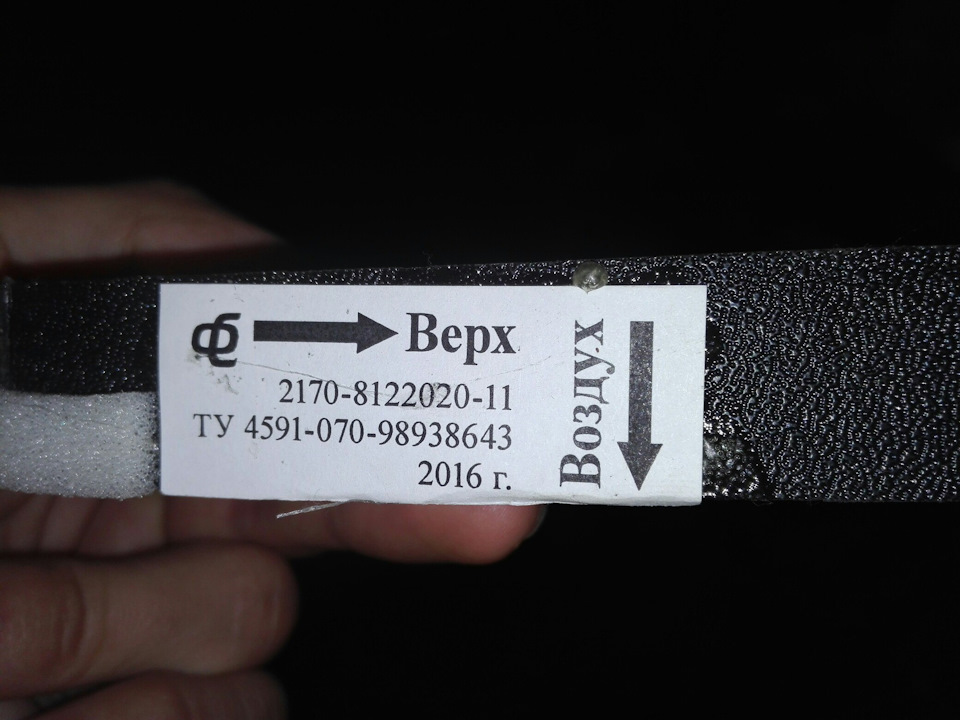 Верх
2170-8122020-11
ТУ 4591-070-98938643
2016 г.
Воздух